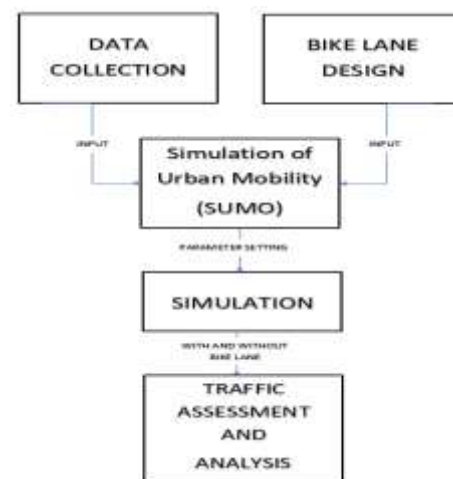 DATA
COLLECTION
BIKE LANE
DESIGN
INPUT
INPUT
Simulation of
Urban Mobility
(SUMO)
PARAMETER SETTING
SIMULATION
WITH AND WITHOUT
BIKE LANE
TRAFFIC
ASSESSMENT
AND
ANALYSIS